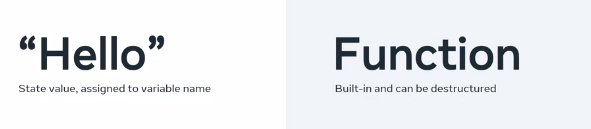 “Hello”
State value, assigned to variable name
Function
Built-in and can be destructured